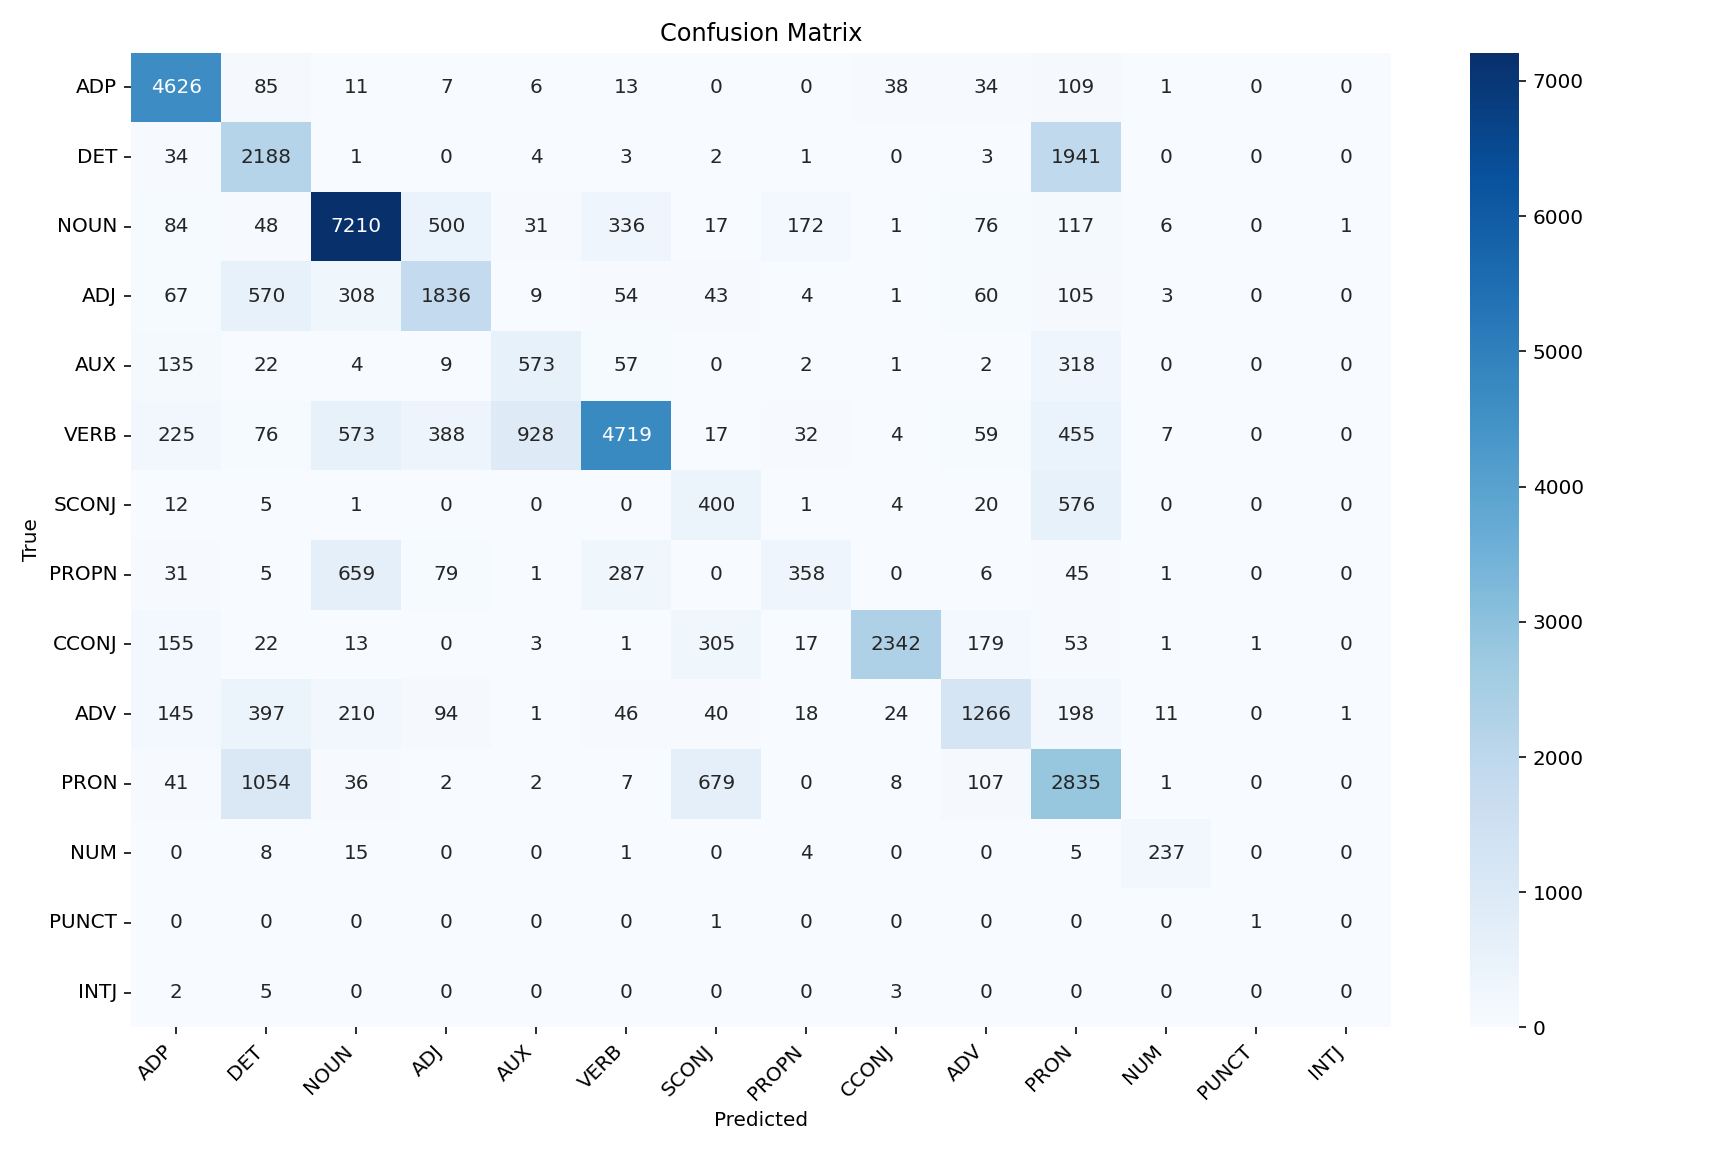 Confusion Matrix
ADP 4626 85 11 7 6 13 0 0 38 34 109 1 0 0
DET 34 2188 1 0 4 3 2 1 0 3 1941 0 0 0
NOUN 84 48 7210 500 31 336 17 172 1 76 117 6 0 1
ADJ 67 570 308 1836 9 54 43 4 1 60 105 3 0 0
AUX 135 22 4 9 573 57 0 2 1 2 318 0 0 0
VERB 225 76 573 388 928 4719 17 32 4 59 455 7 0 0
SCONJ 12 5 1 0 0 0 400 1 4 20 576 0 0 0
PROPN 31 5 659 79 1 287 0 358 0 6 45 1 0 0
CCONJ 155 22 13 0 3 1 305 17 2342 179 53 1 1 0
ADV 145 397 210 94 1 46 40 18 24 1266 198 11 0 1
PRON 41 1054 36 2 2 7 679 0 8 107 2835 1 0 0
NUM 0 8 15 0 0 1 0 4 0 0 5 237 0 0
PUNCT 0 0 0 0 0 0 1 0 0 0 0 0 1 0
INTJ 2 5 0 0 0 0 0 0 3 0 0 0 0 0
ADP DET NOUN ADJ AUX VERB SCONJ PROPN CCONJ ADV PRON NUM PUNCT INTJ
Predicted
True
7000
6000
5000
4000
3000
2000
1000
0